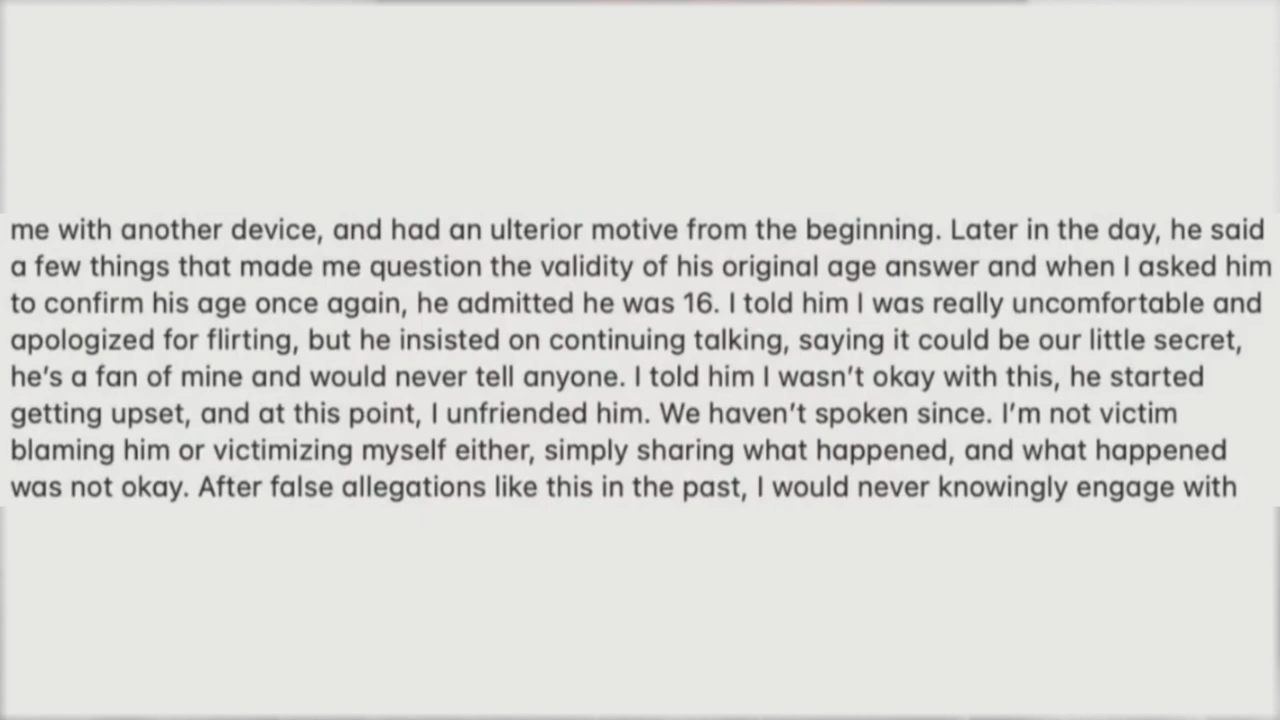 me with another device, and had an ulterior motive from the beginning. Later in the day, he said
a few things that made me question the validity of his original age answer and when I asked him
to confirm his age once again, he admitted he was 16. I told him I was really uncomfortable and
apologized for flirting, but he insisted on continuing talking, saying it could be our little secret,
he’s a fan of mine and would never tell anyone. I told him I wasn’t okay with this, he started
getting upset, and at this point, I unfriended him. We haven’t spoken since. I’m not victim
blaming him or victimizing myself either, simply sharing what happened, and what happened
was not okay. After false allegations like this in the past, I would never knowingly engage with